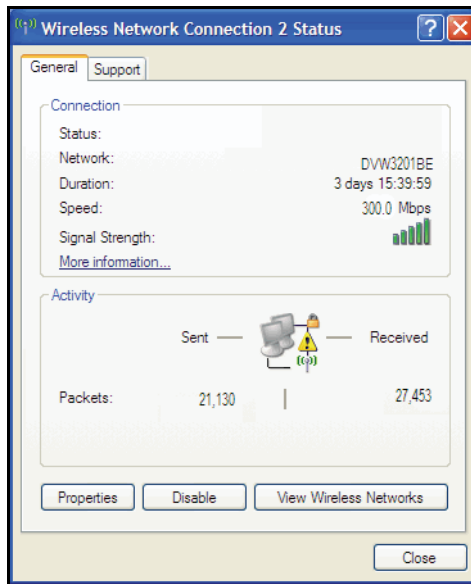 Wireless Network Connection 2 Status
General Support
Connection
Status:
Network: DVW3201BE
Duration: 3 days 15:39:59
Speed: 300.0 Mbps
Signal Strength:
More information...
Activity
Sent Received
Packets: 21,130 27,453
Properties Disable View Wireless Networks
Close